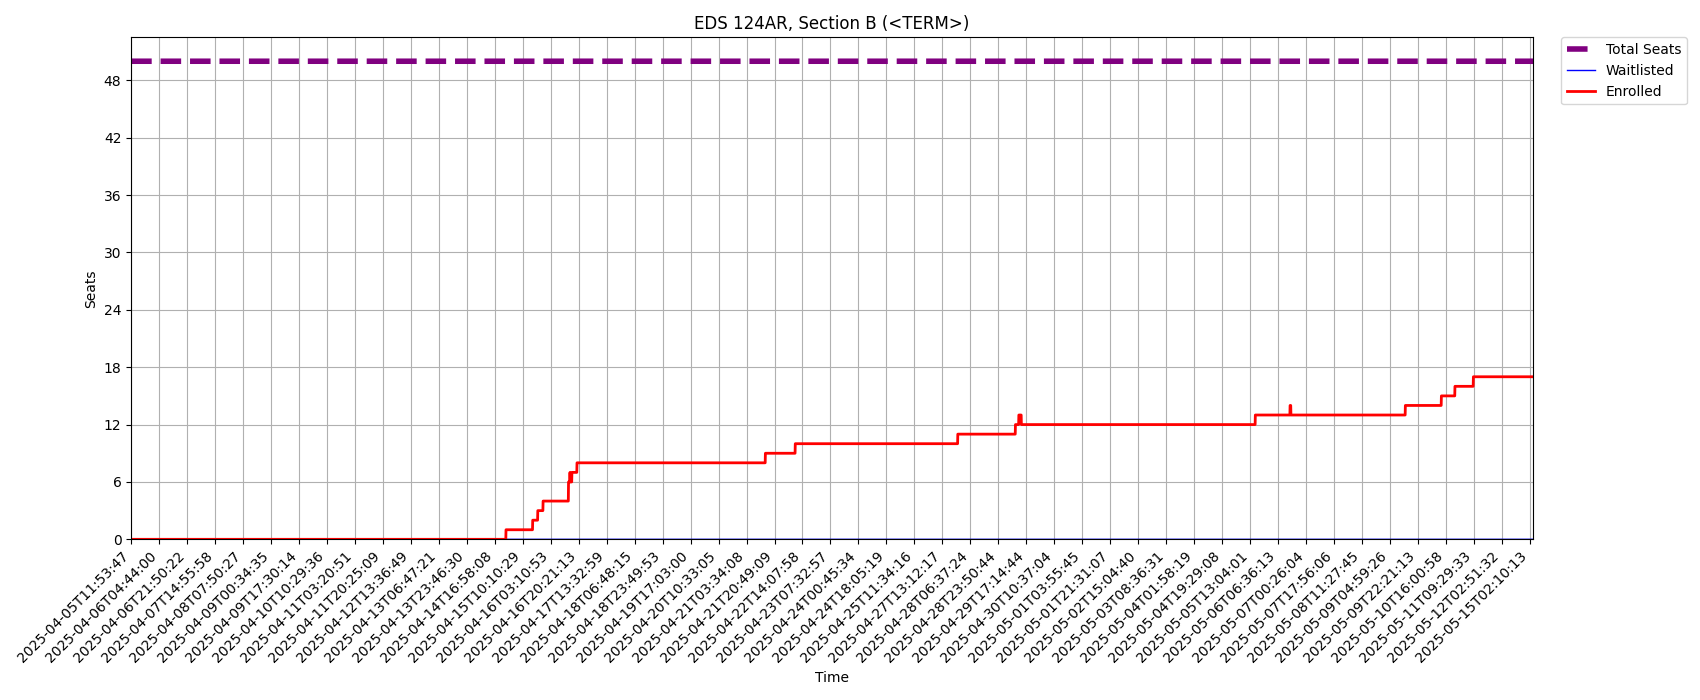 EDS 124AR, Section B (<TERM>)
Total Seats
Waitlisted
Enrolled
48
42
36
30
24
18
12
6
0
Seats
2025-04-05T11:53:47
2025-04-06T04:44:00
2025-04-06T21:50:22
2025-04-07T14:55:58
2025-04-08T07:50:27
2025-04-09T00:34:35
2025-04-09T17:30:14
2025-04-10T10:29:36
2025-04-11T03:20:51
2025-04-11T20:25:09
2025-04-12T13:36:49
2025-04-13T06:47:21
2025-04-13T23:46:30
2025-04-14T16:58:08
2025-04-15T10:10:29
2025-04-16T03:10:53
2025-04-16T20:21:13
2025-04-17T13:32:59
2025-04-18T06:48:15
2025-04-18T23:49:53
2025-04-19T17:03:00
2025-04-20T10:33:05
2025-04-21T03:34:08
2025-04-21T20:49:09
2025-04-22T14:07:58
2025-04-23T07:32:57
2025-04-24T00:45:34
2025-04-24T18:05:19
2025-04-25T11:34:16
2025-04-27T13:12:17
2025-04-28T06:37:24
2025-04-28T23:50:44
2025-04-29T17:14:44
2025-04-30T10:37:04
2025-05-01T03:55:45
2025-05-01T21:31:07
2025-05-02T15:04:40
2025-05-03T08:36:31
2025-05-04T01:58:19
2025-05-04T19:29:08
2025-05-05T13:04:01
2025-05-06T06:36:13
2025-05-07T00:26:04
2025-05-07T17:56:06
2025-05-08T11:27:45
2025-05-09T04:59:26
2025-05-09T22:21:13
2025-05-10T16:00:58
2025-05-11T09:29:33
2025-05-12T02:51:32
2025-05-15T02:10:13
Time